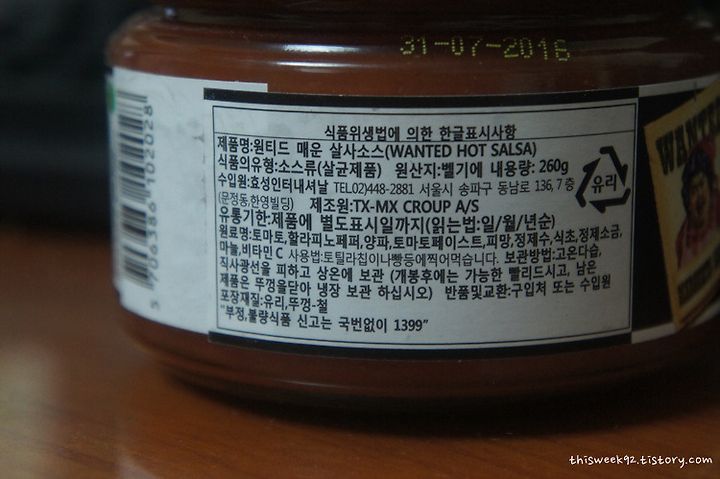 31-07-2016
식품위생법에 의한 한글표시사항
제품명:원티드 매운 살사소스(WANTED HOT SALSA)
식품의유형:소스류(살균제품) 원산지:벨기에 내용량: 260g
수입원:효성인터내셔날 TEL.02)448-2881 서울시 송파구 동남로 136, 7층
(문정동,한영빌딩) 제조원:TX-MX CROUP A/S
유통기한:제품에 별도표시일까지(읽는법:일/월/년순)
원료명:토마토,할라피노페퍼,양파,토마토페이스트,피망,정제수,식초,정제소금,
마늘,비타민C 사용법:토틸라칩이나빵등에찍어먹습니다. 보관방법:고온다습,
직사광선을 피하고 상온에 보관 (개봉후에는 가능한 빨리드시고, 남은
제품은 뚜껑을닫아 냉장 보관 하십시오) 반품및교환:구입처 또는 수입원
포장재질:유리,뚜껑-철
"부정,불량식품 신고는 국번없이 1399"
유리
5 706386 102028
WANTED
thisweek92.tistory.com